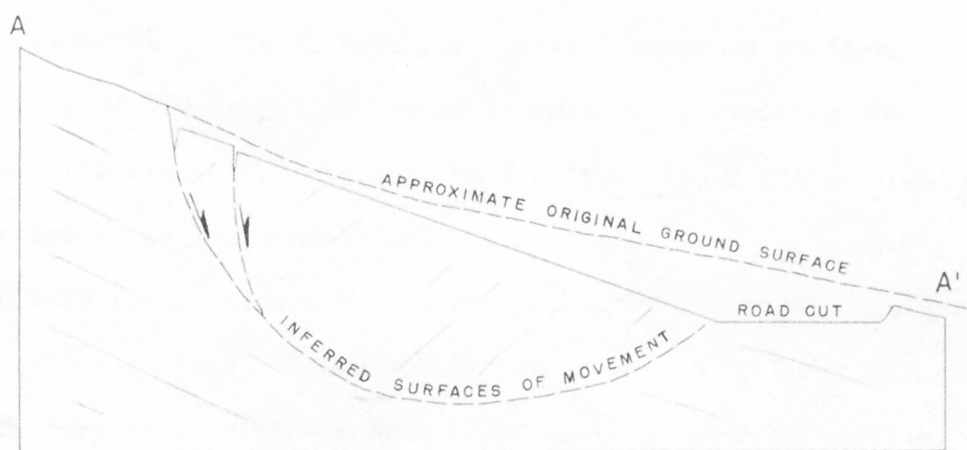 A
APPROXIMATE ORIGINAL GROUND SURFACE
A'
ROAD CUT
INFERRED SURFACES OF MOVEMENT